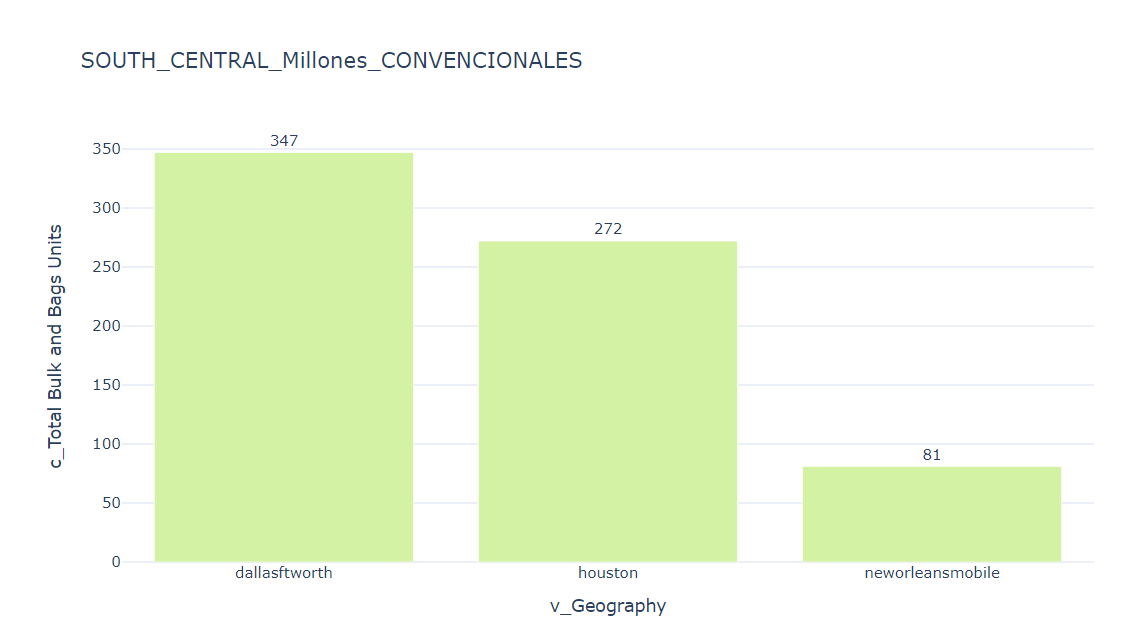 SOUTH_CENTRAL_Millones_CONVENCIONALES
c_Total Bulk and Bags Units
350
300
250
200
150
100
50
0
347
272
81
dallasftworth
houston
neworleansmobile
v_Geography